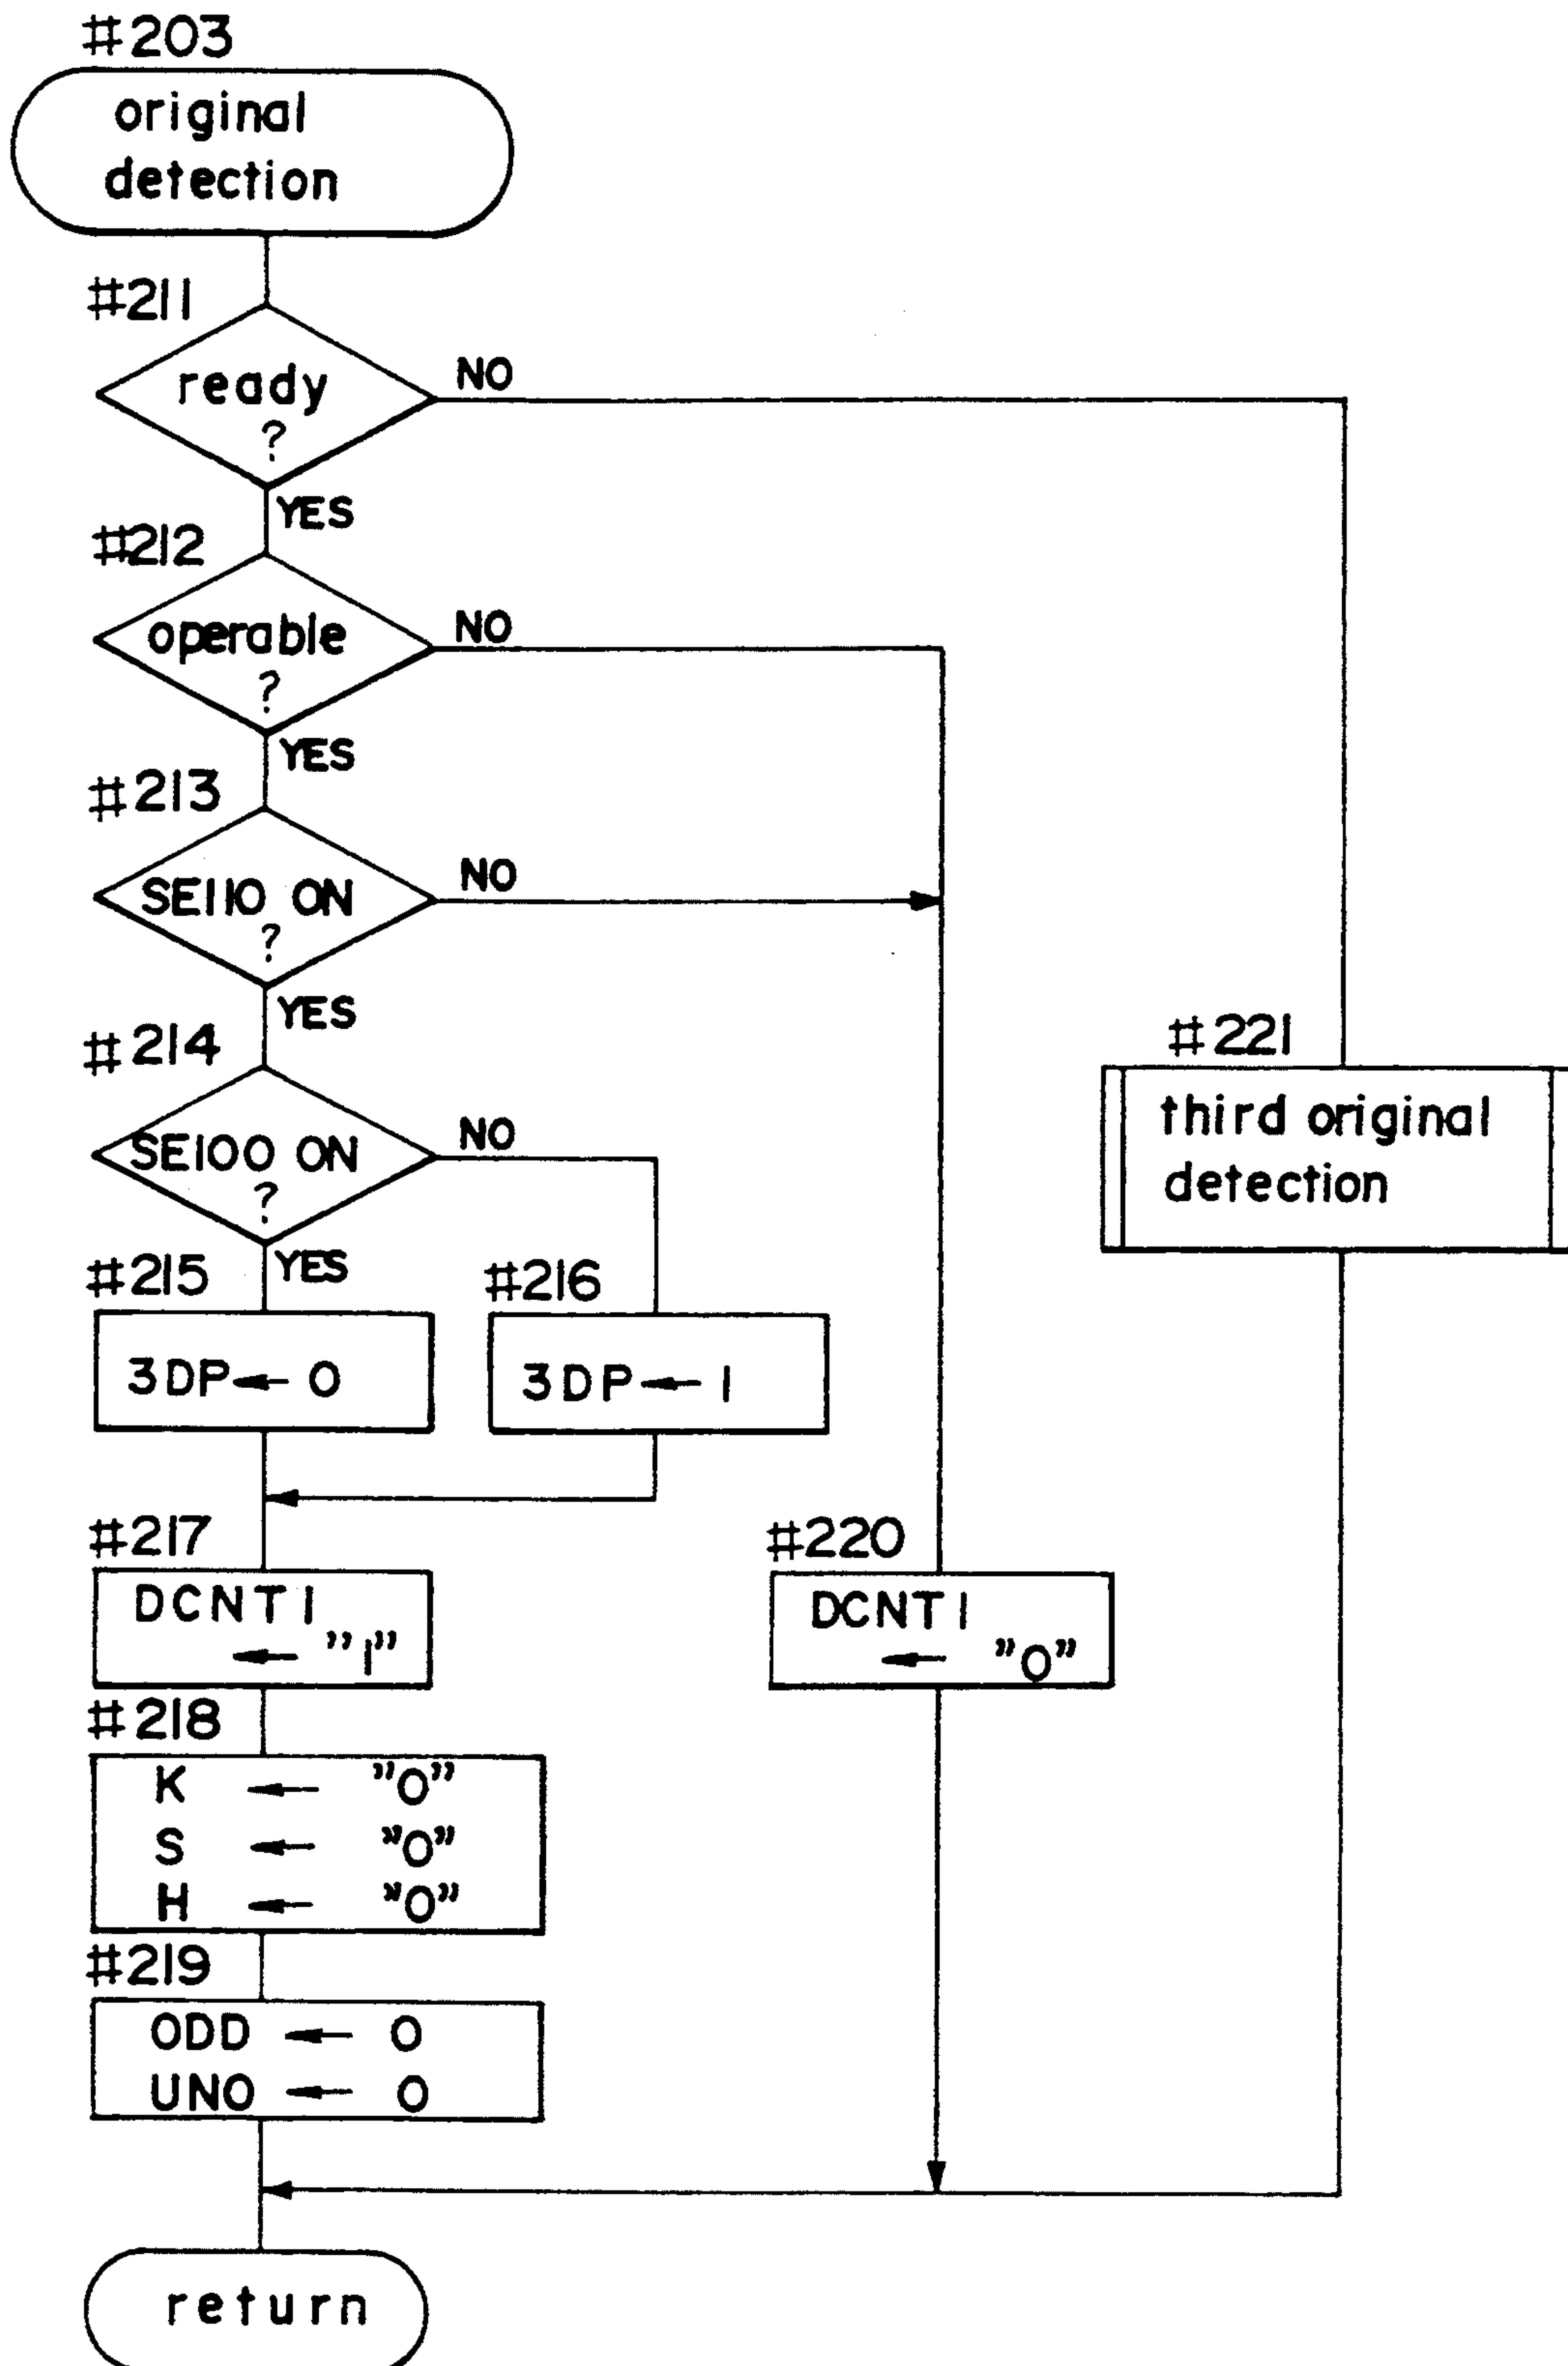 #203
original
detection
#211
ready
?
NO
YES
#212
operable
?
NO
YES
#213
SE110 ON
?
NO
YES
#214
SE100 ON
?
NO
YES
#221
third original
detection
#215
3DP← 0
#216
3DP← 1
#217
DCNT1
← "1"
#220
DCNT1
← "0"
#218
K ← "0"
S ← "0"
H ← "0"
#219
ODD ← 0
UNO ← 0
return